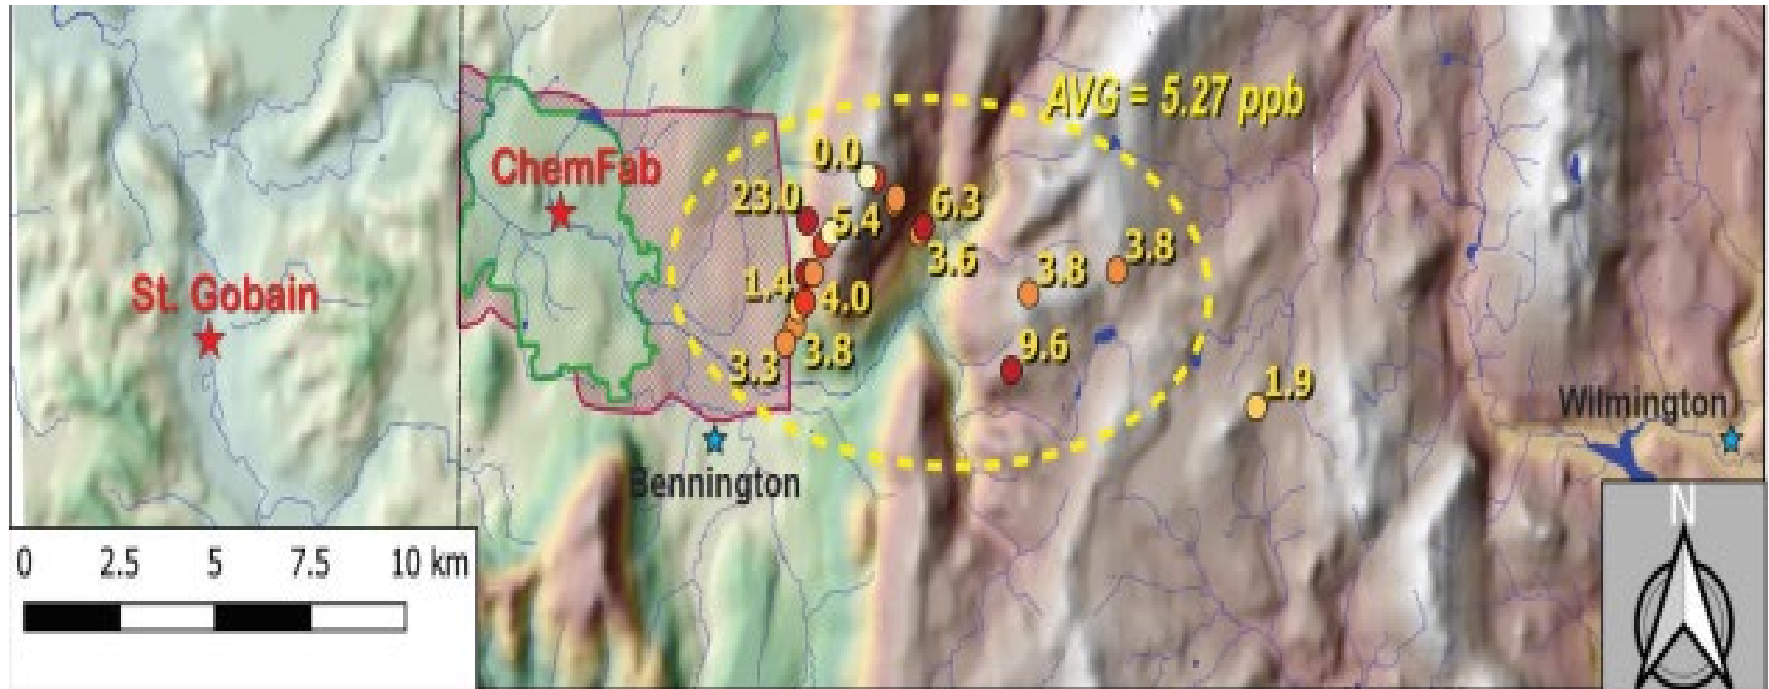 AVG = 5.27 ppb
0.0
ChemFab
23.0
6.3
5.4
3.6
3.8
3.8
1.4
4.0
St. Gobain
9.6
3.3
3.8
1.9
Wilmington
Bennington
N
0 2.5 5 7.5 10 km